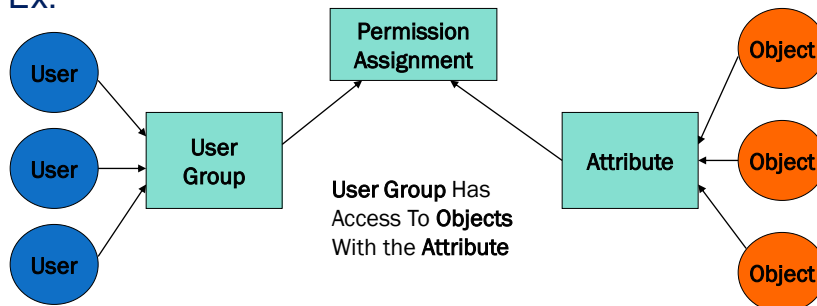 Ex:
Permission
Assignment
User
User
User
User
Group
Attribute
Object
Object
Object
User Group Has
Access To Objects
With the Attribute